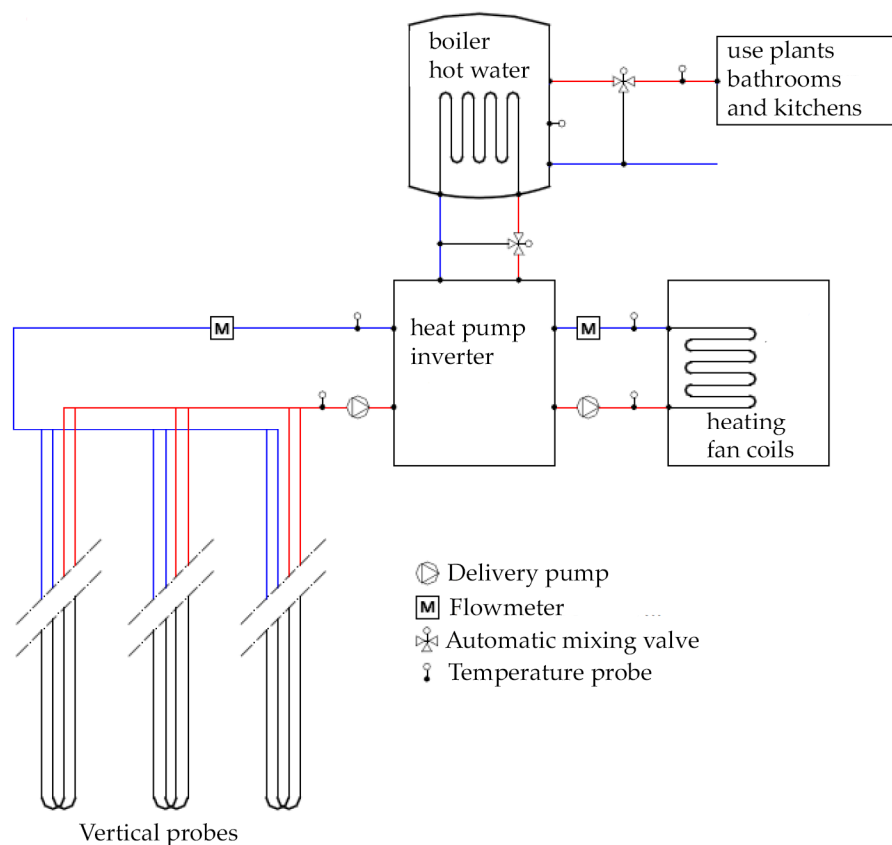 boiler
hot water
use plants
bathrooms
and kitchens
M
heat pump
inverter
M
heating
fan coils
Delivery pump
M Flowmeter
...
Automatic mixing valve
Temperature probe
Vertical probes